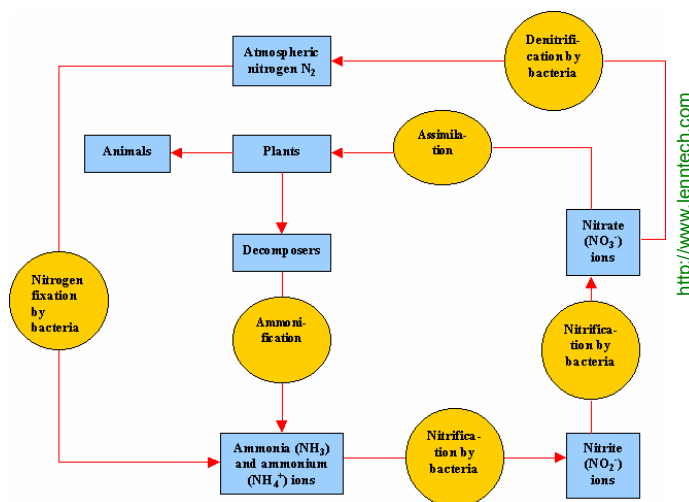 Atmospheric
nitrogen N₂
Denitrifi-
cation by
bacteria
Animals
Plants
Assimila-
tion
Decomposers
Nitrate
(NO₃⁻)
ions
Nitrogen
fixation
by
bacteria
Ammoni-
fication
Nitrifica-
tion by
bacteria
Ammonia (NH₃)
and ammonium
(NH₄⁺) ions
Nitrifica-
tion by
bacteria
Nitrite
(NO₂⁻)
ions
http://www.lenntech.com